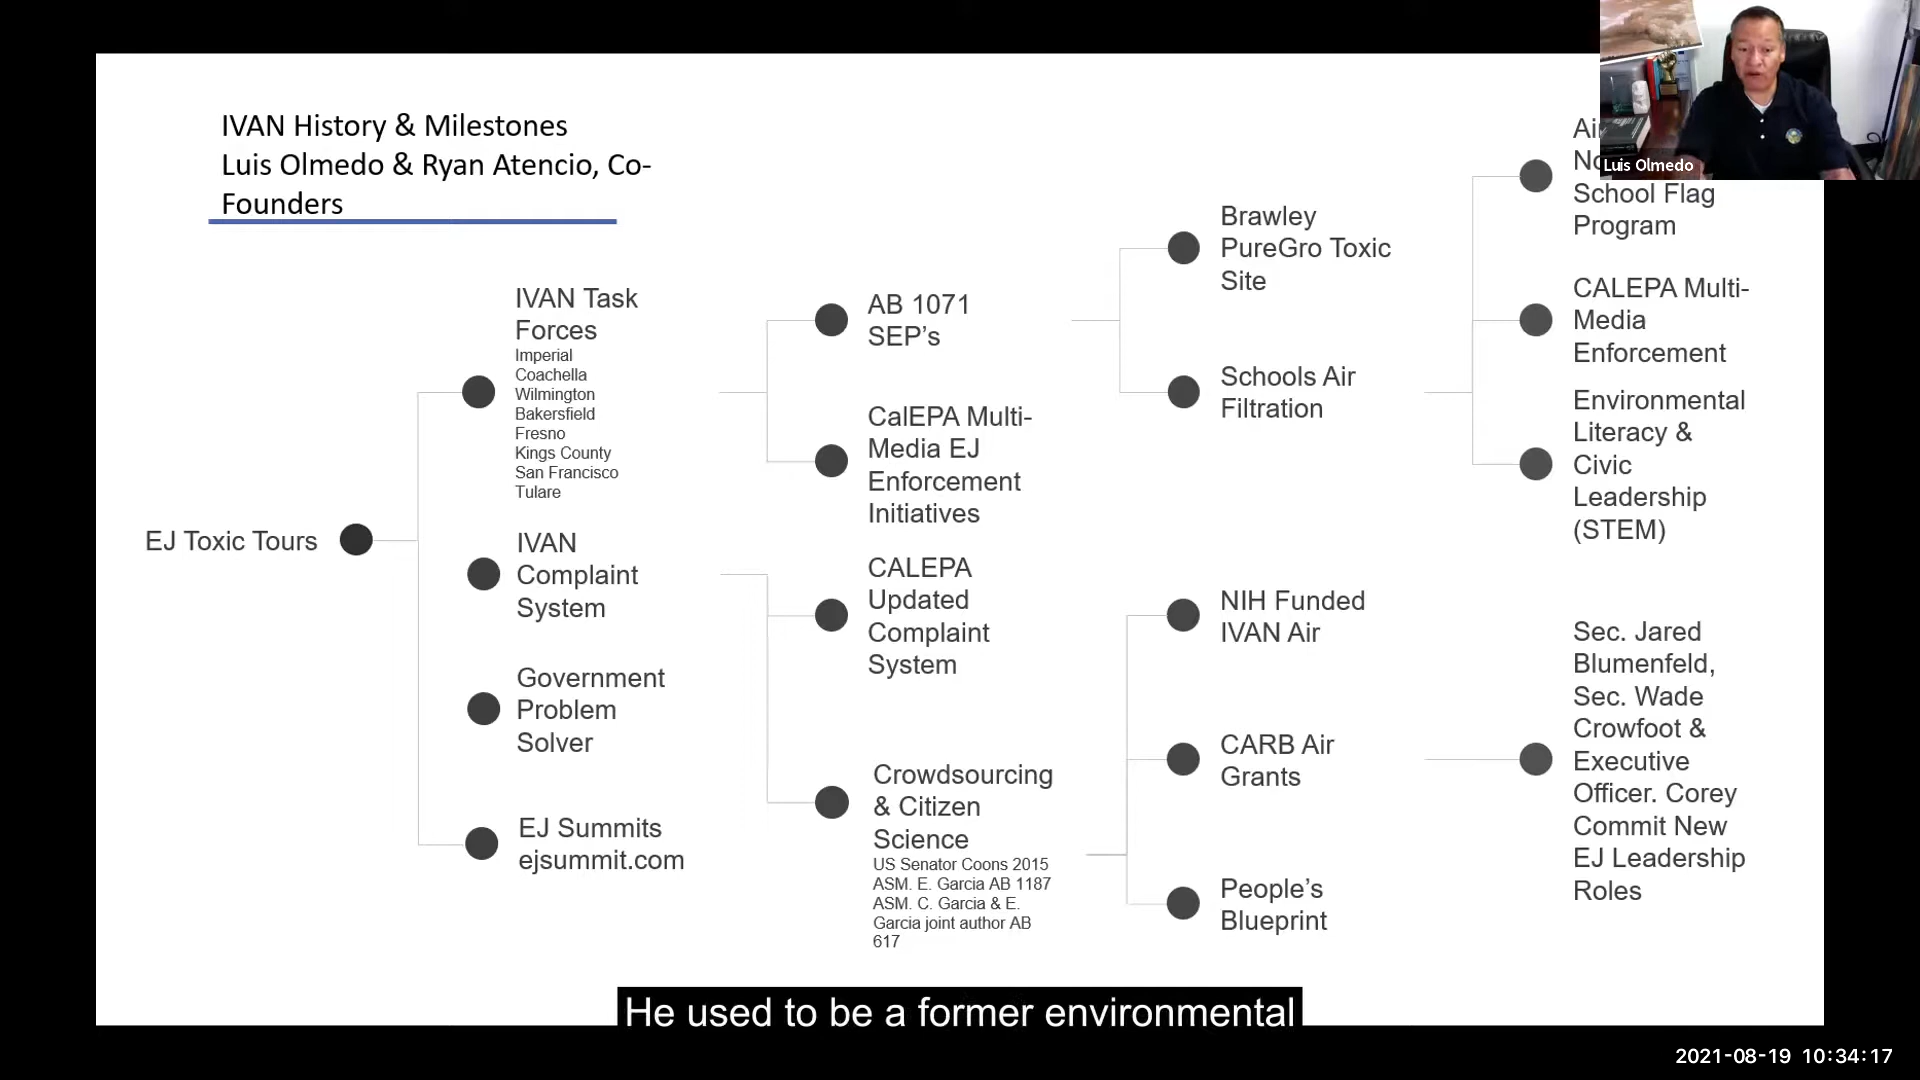 IVAN History & Milestones
Luis Olmedo & Ryan Atencio, Co-
Founders
EJ Toxic Tours
IVAN Task
Forces
Imperial
Coachella
Wilmington
Bakersfield
Fresno
Kings County
San Francisco
Tulare
IVAN
Complaint
System
Government
Problem
Solver
EJ Summits
ejsummit.com
AB 1071
SEP’s
CalEPA Multi-
Media EJ
Enforcement
Initiatives
CALEPA
Updated
Complaint
System
Crowdsourcing
& Citizen
Science
US Senator Coons 2015
ASM. E. Garcia AB 1187
ASM. C. Garcia & E.
Garcia joint author AB
617
Brawley
PureGro Toxic
Site
Schools Air
Filtration
NIH Funded
IVAN Air
CARB Air
Grants
People’s
Blueprint
School Flag
Program
CALEPA Multi-
Media
Enforcement
Environmental
Literacy &
Civic
Leadership
(STEM)
Sec. Jared
Blumenfeld,
Sec. Wade
Crowfoot &
Executive
Officer. Corey
Commit New
EJ Leadership
Roles
Luis Olmedo
He used to be a former environmental
2021-08-19 10:34:17